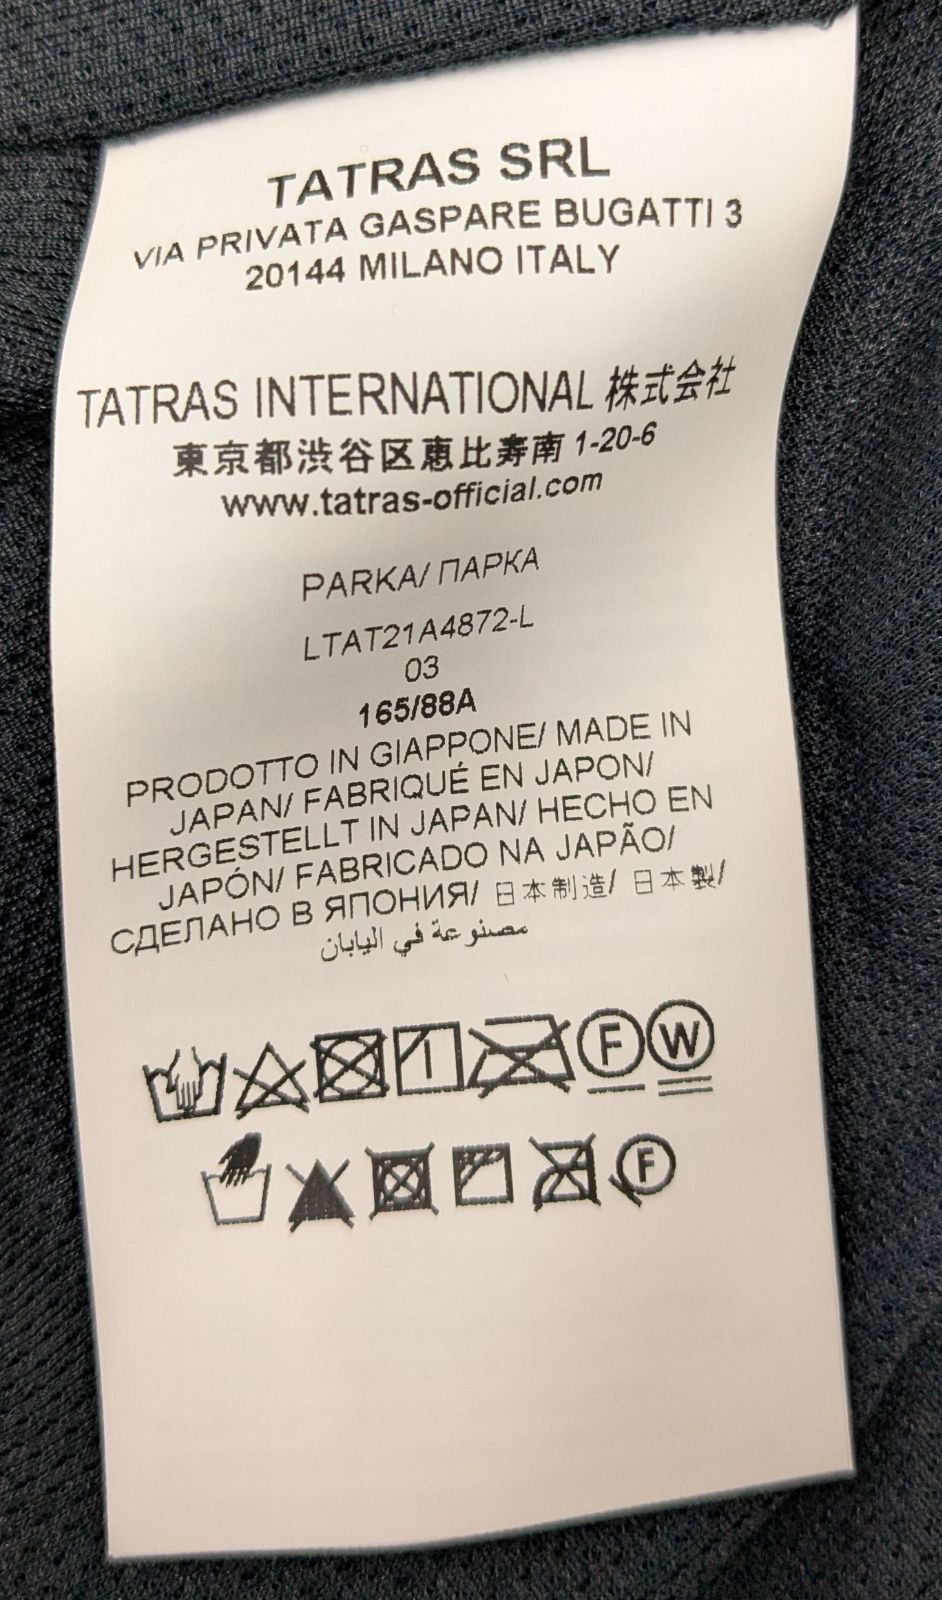 TATRAS SRL
VIA PRIVATA GASPARE BUGATTI 3
20144 MILANO ITALY
TATRAS INTERNATIONAL 株式会社
東京都渋谷区恵比寿南 1-20-6
www.tatras-official.com
PARKA/ ПАРКА
LTAT21A4872-L
03
165/88A
PRODOTTO IN GIAPPONE/ MADE IN
JAPAN/ FABRIQUÉ EN JAPON/
HERGESTELLT IN JAPAN/ HECHO EN
JAPÓN/ FABRICADO NA JAPÃO/
СДЕЛАНО В ЯПОНИЯ/ 日本制造/ 日本製/
مصنوعة في اليابان
F W
F